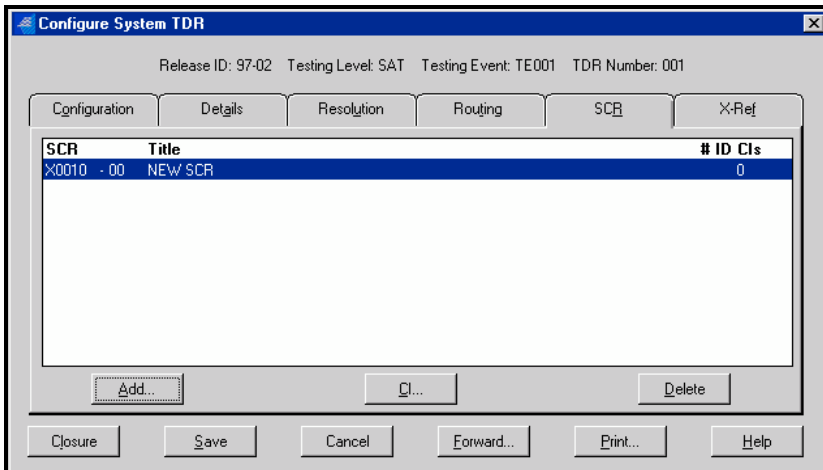 Configure System TDR
Release ID: 97-02 Testing Level: SAT Testing Event: TE001 TDR Number: 001
Configuration Details Resolution Routing SCR X-Ref
SCR Title # ID CIs
X0010 - 00 NEW SCR 0
Add... CI... Delete
Closure Save Cancel Forward... Print... Help